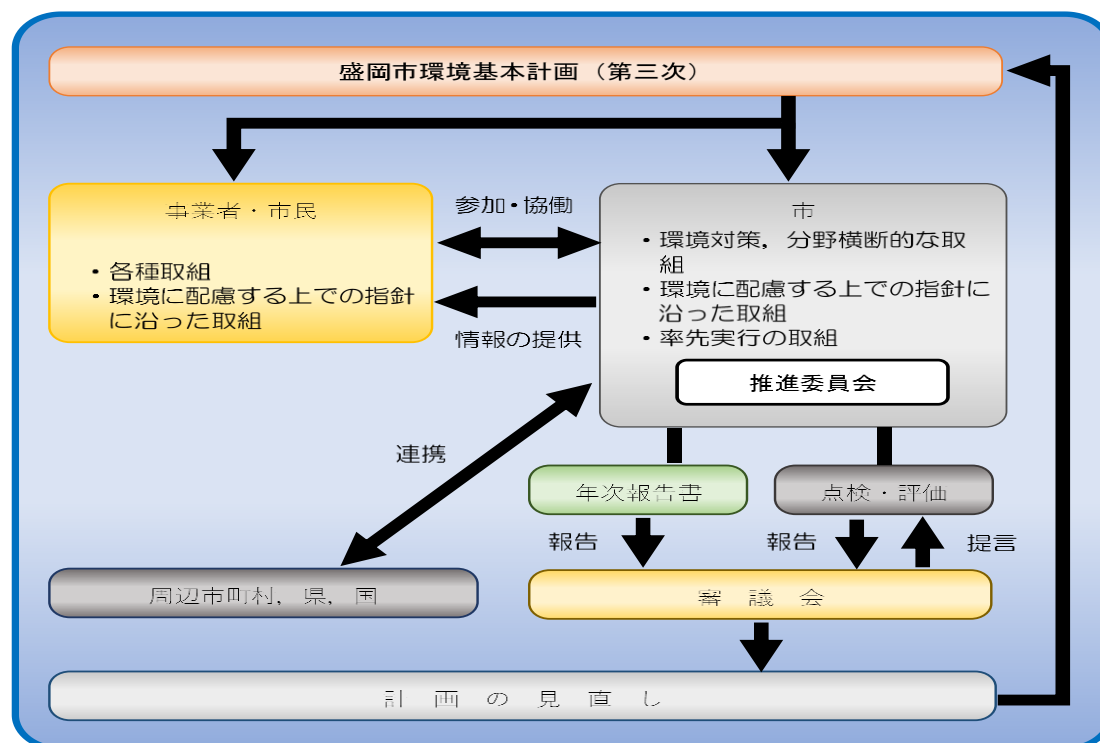 盛岡市環境基本計画（第三次）
事業者・市民
・各種取組
・環境に配慮する上での指針
に沿った取組
参加・協働
情報の提供
市
・環境対策，分野横断的な取
組
・環境に配慮する上での指針に
沿った取組
・率先実行の取組
推進委員会
連携
年次報告書
点検・評価
報告
報告
提言
周辺市町村，県，国
審議会
計画の見直し